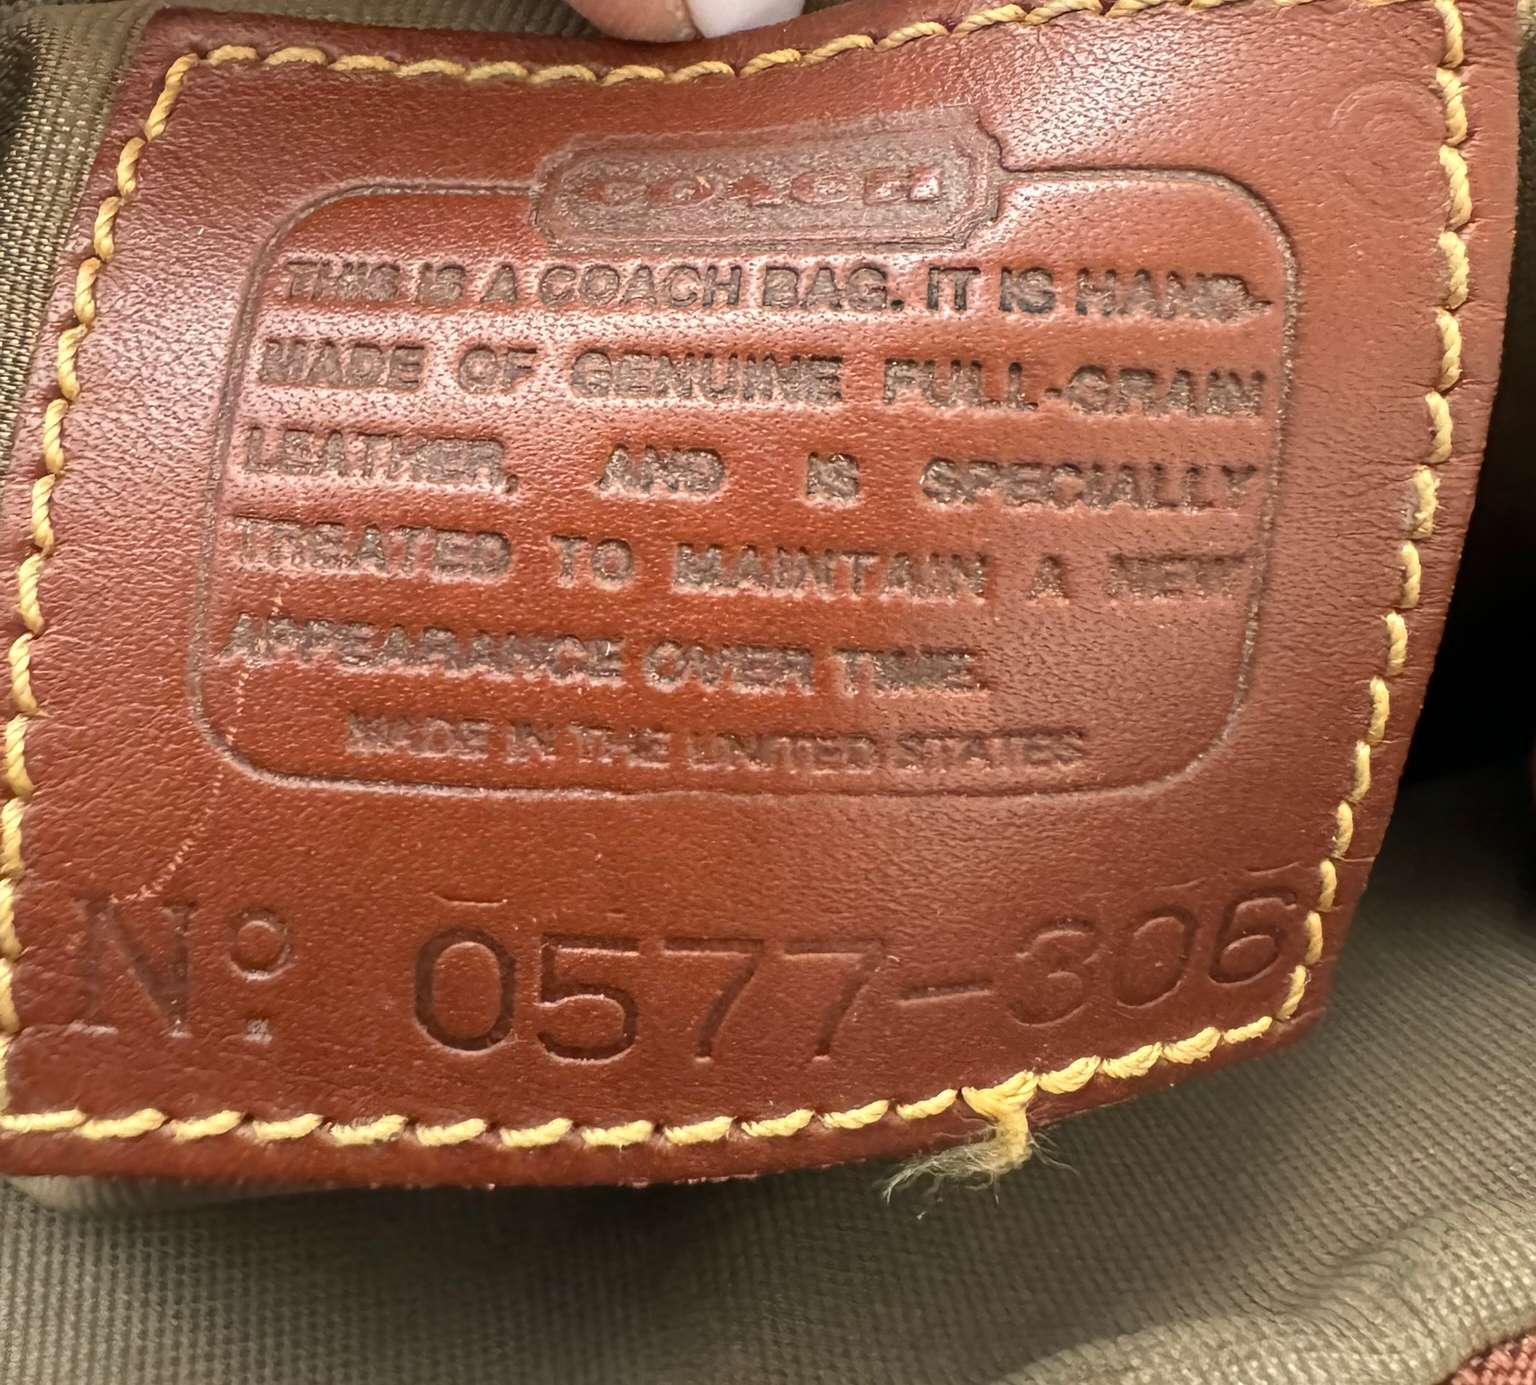 COACH
THIS IS A COACH BAG. IT IS HAND-
MADE OF GENUINE FULL-GRAIN
LEATHER, AND IS SPECIALLY
TREATED TO MAINTAIN A NEW
APPEARANCE OVER TIME.
MADE IN THE UNITED STATES
Nº 0577-306